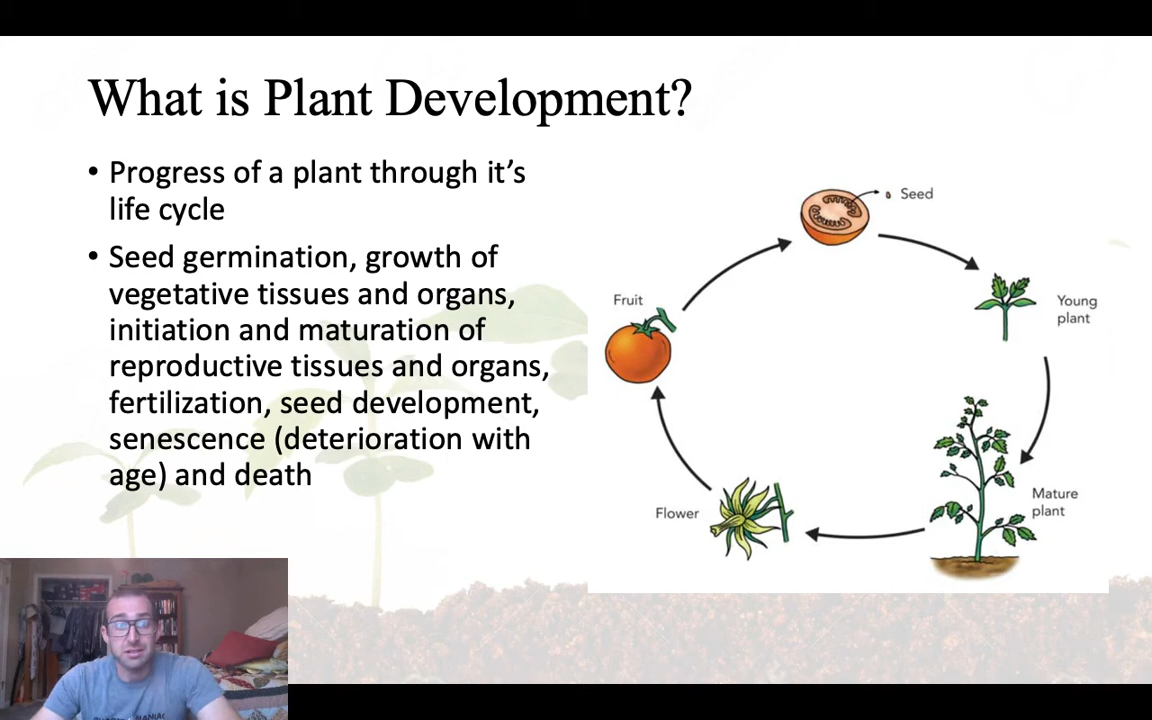 What is Plant Development?
• Progress of a plant through it’s
life cycle
• Seed germination, growth of
vegetative tissues and organs,
initiation and maturation of
reproductive tissues and organs,
fertilization, seed development,
senescence (deterioration with
age) and death
Seed
Young
plant
Mature
plant
Flower
Fruit